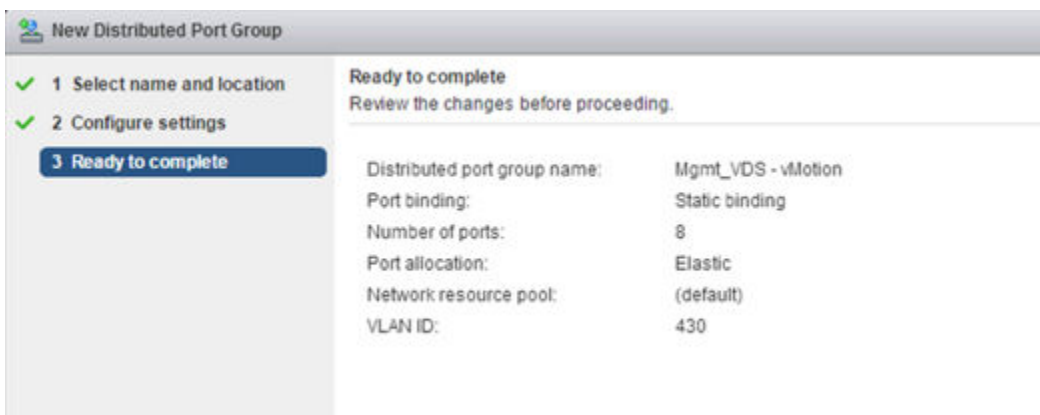 New Distributed Port Group
1 Select name and location
2 Configure settings
3 Ready to complete
Ready to complete
Review the changes before proceeding.
Distributed port group name: Mgmt_VDS - vMotion
Port binding: Static binding
Number of ports: 8
Port allocation: Elastic
Network resource pool: (default)
VLAN ID: 430